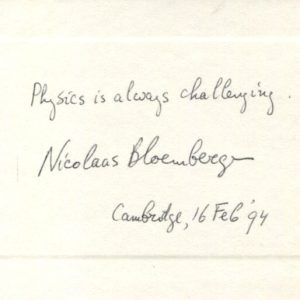 Physics is always challenging.
Nicolaas Bloembergen
Cambridge, 16 Feb '94